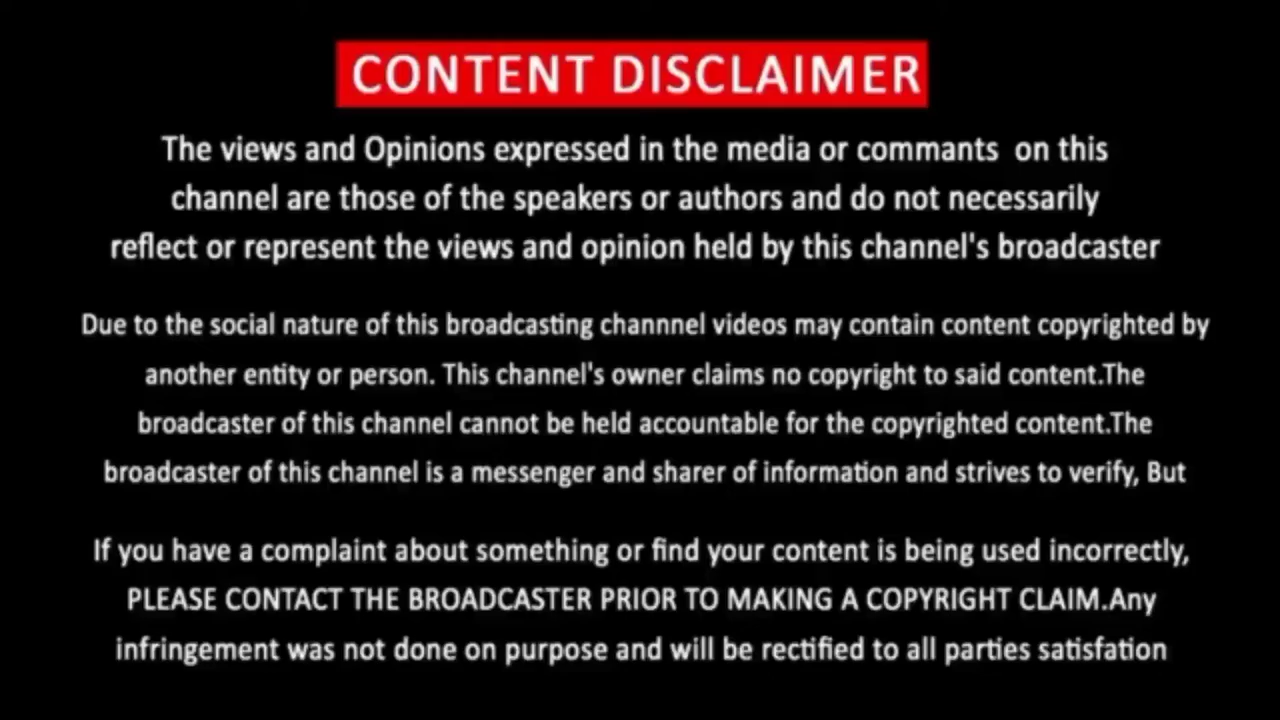 CONTENT DISCLAIMER
The views and Opinions expressed in the media or commants on this
channel are those of the speakers or authors and do not necessarily
reflect or represent the views and opinion held by this channel's broadcaster
Due to the social nature of this broadcasting channnel videos may contain content copyrighted by
another entity or person. This channel's owner claims no copyright to said content.The
broadcaster of this channel cannot be held accountable for the copyrighted content.The
broadcaster of this channel is a messenger and sharer of information and strives to verify, But
If you have a complaint about something or find your content is being used incorrectly,
PLEASE CONTACT THE BROADCASTER PRIOR TO MAKING A COPYRIGHT CLAIM.Any
infringement was not done on purpose and will be rectified to all parties satisfation